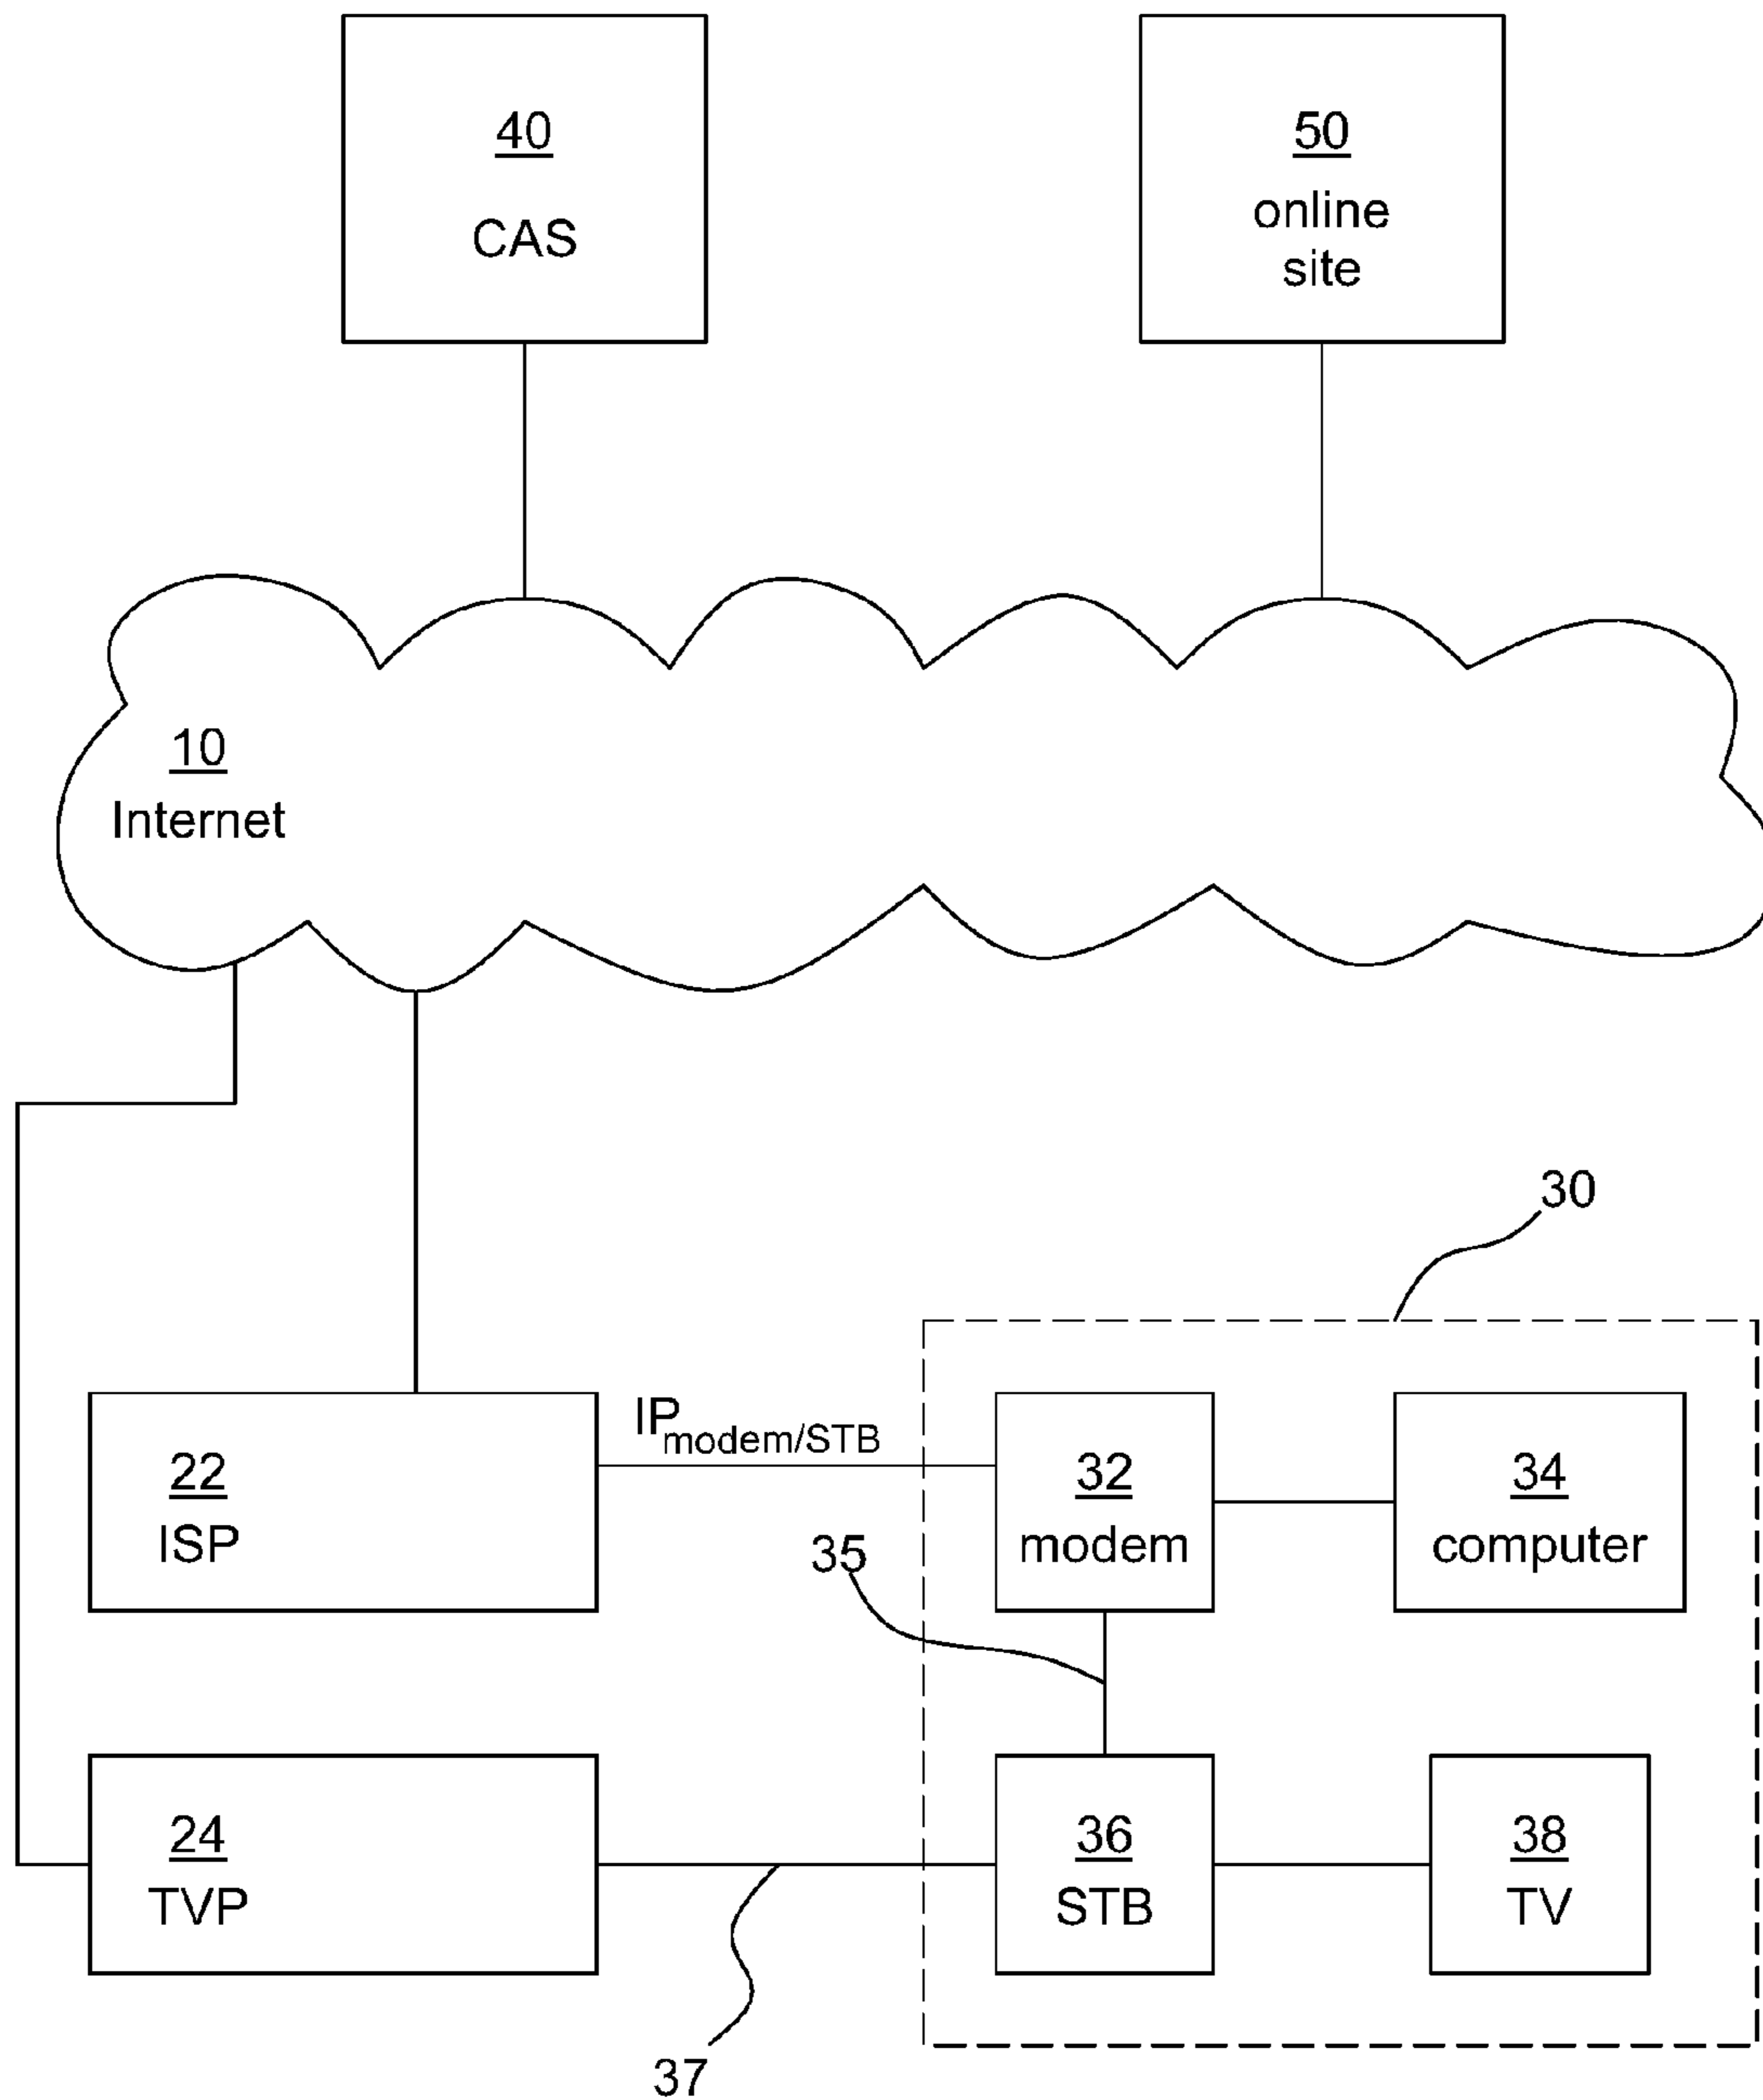 40
CAS
50
online
site
10
Internet
30
IPmodem/STB
22
ISP
32
modem
34
computer
35
24
TVP
36
STB
38
TV
37